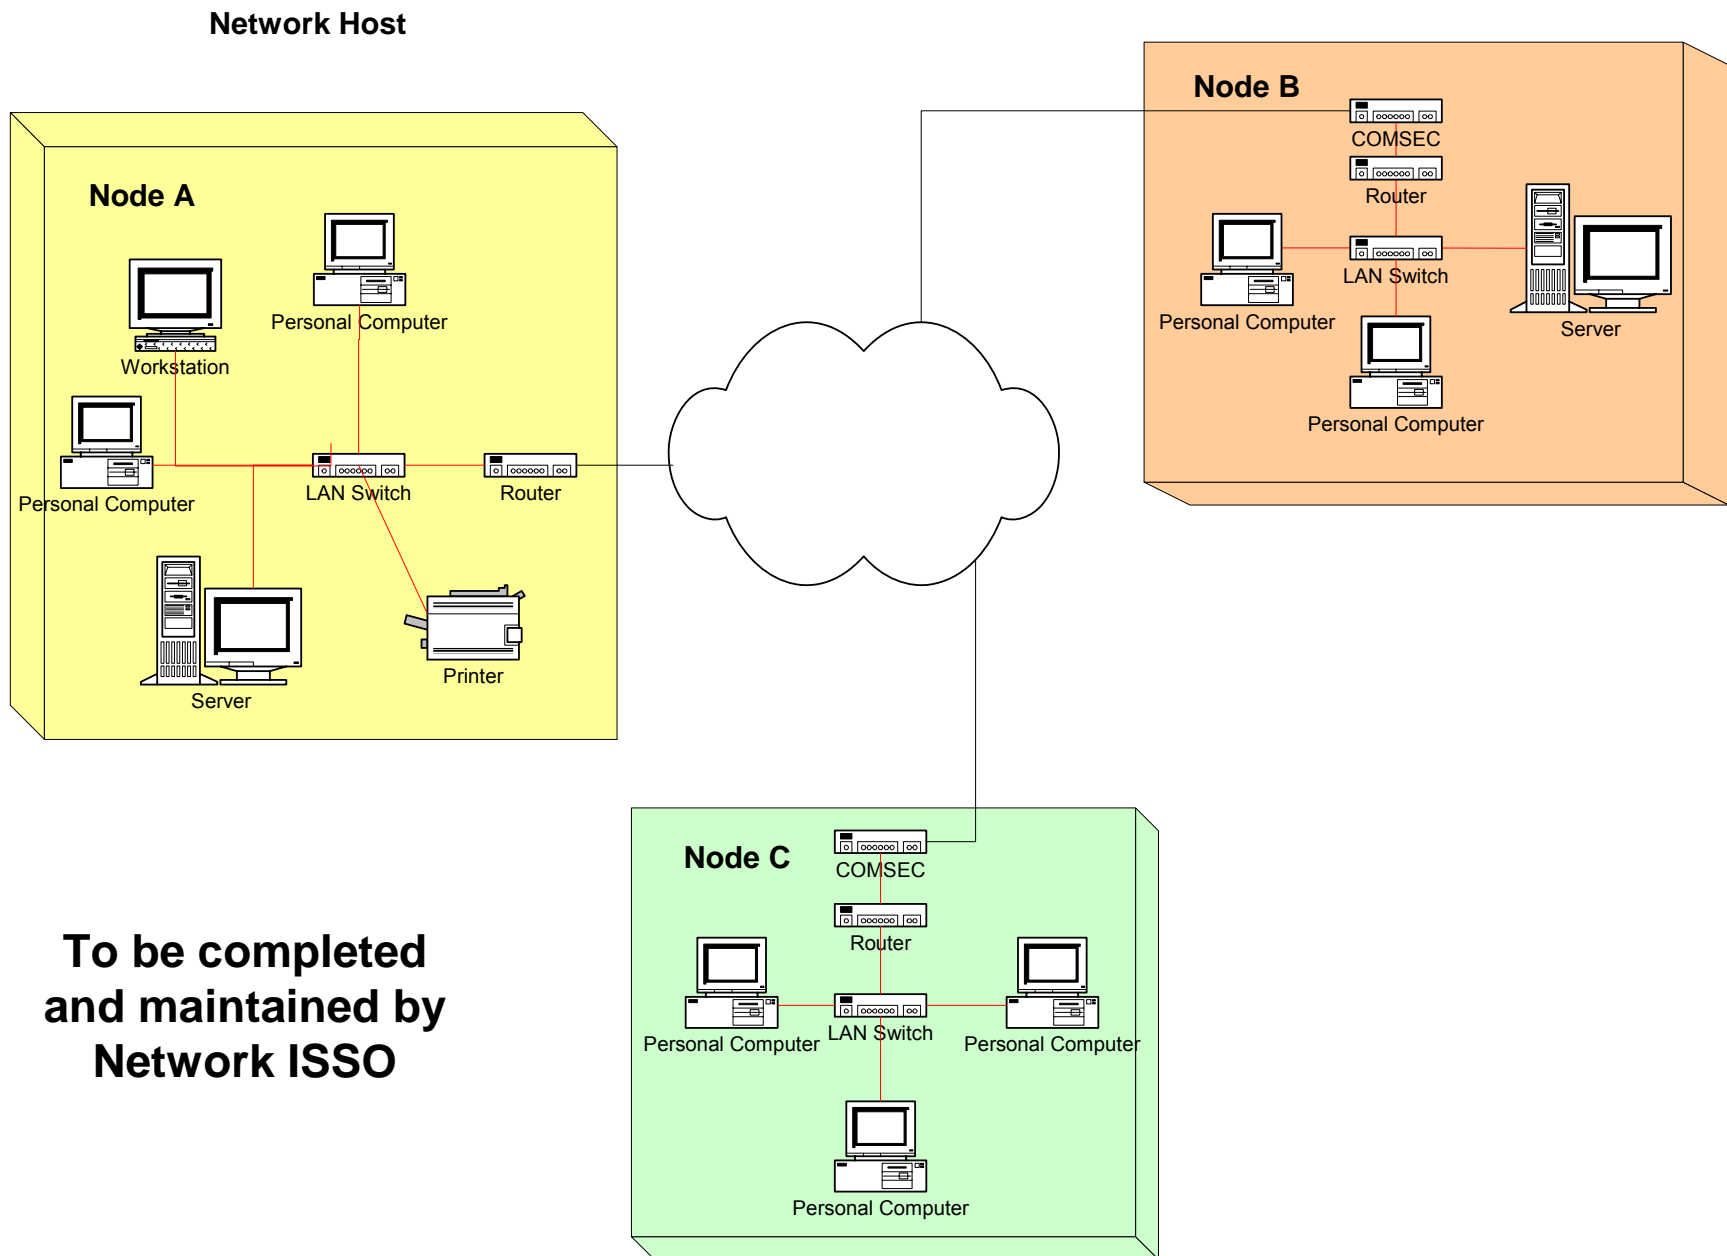 Network Host
Node A
Personal Computer
Workstation
Personal Computer
LAN Switch
Router
Server
Printer
Node B
COMSEC
Router
LAN Switch
Personal Computer
Server
Personal Computer
Node C
COMSEC
Router
LAN Switch
Personal Computer
Personal Computer
Personal Computer
To be completed
and maintained by
Network ISSO